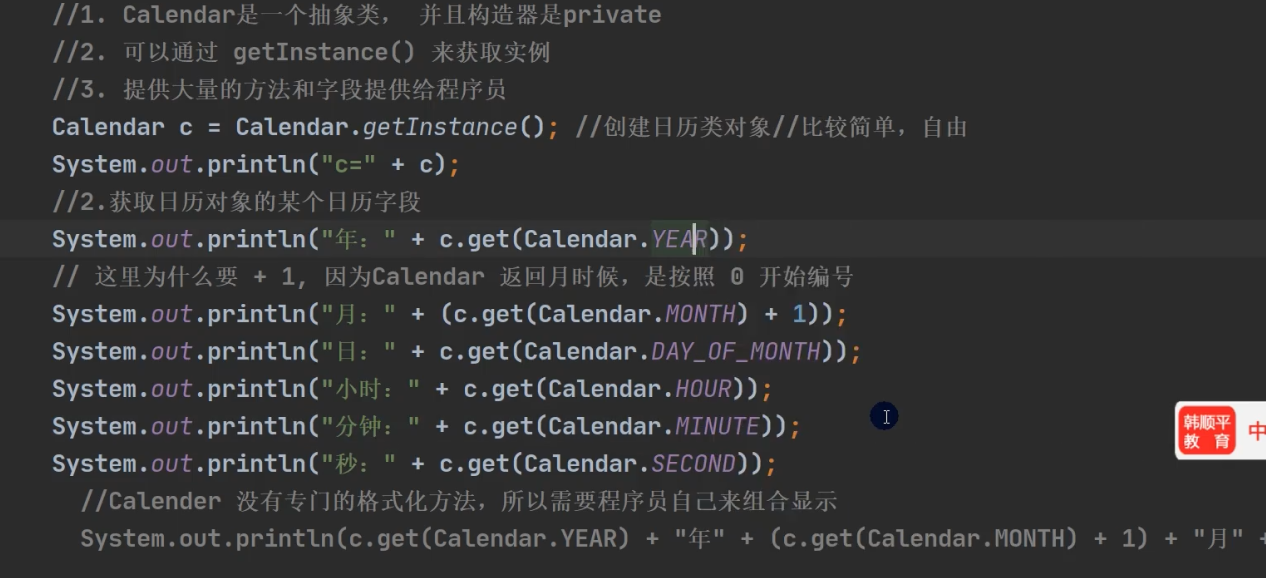 //1. Calendar是一个抽象类， 并且构造器是private
//2. 可以通过 getInstance() 来获取实例
//3. 提供大量的方法和字段提供给程序员
Calendar c = Calendar.getInstance(); //创建日历类对象//比较简单，自由
System.out.println("c=" + c);
//2.获取日历对象的某个日历字段
System.out.println("年：" + c.get(Calendar.YEAR));
// 这里为什么要 + 1, 因为Calendar 返回月时候，是按照 0 开始编号
System.out.println("月：" + (c.get(Calendar.MONTH) + 1));
System.out.println("日：" + c.get(Calendar.DAY_OF_MONTH));
System.out.println("小时：" + c.get(Calendar.HOUR));
System.out.println("分钟：" + c.get(Calendar.MINUTE));
System.out.println("秒：" + c.get(Calendar.SECOND));
//Calender 没有专门的格式化方法，所以需要程序员自己来组合显示
System.out.println(c.get(Calendar.YEAR) + "年" + (c.get(Calendar.MONTH) + 1) + "月" +
韩顺平
教 育
中